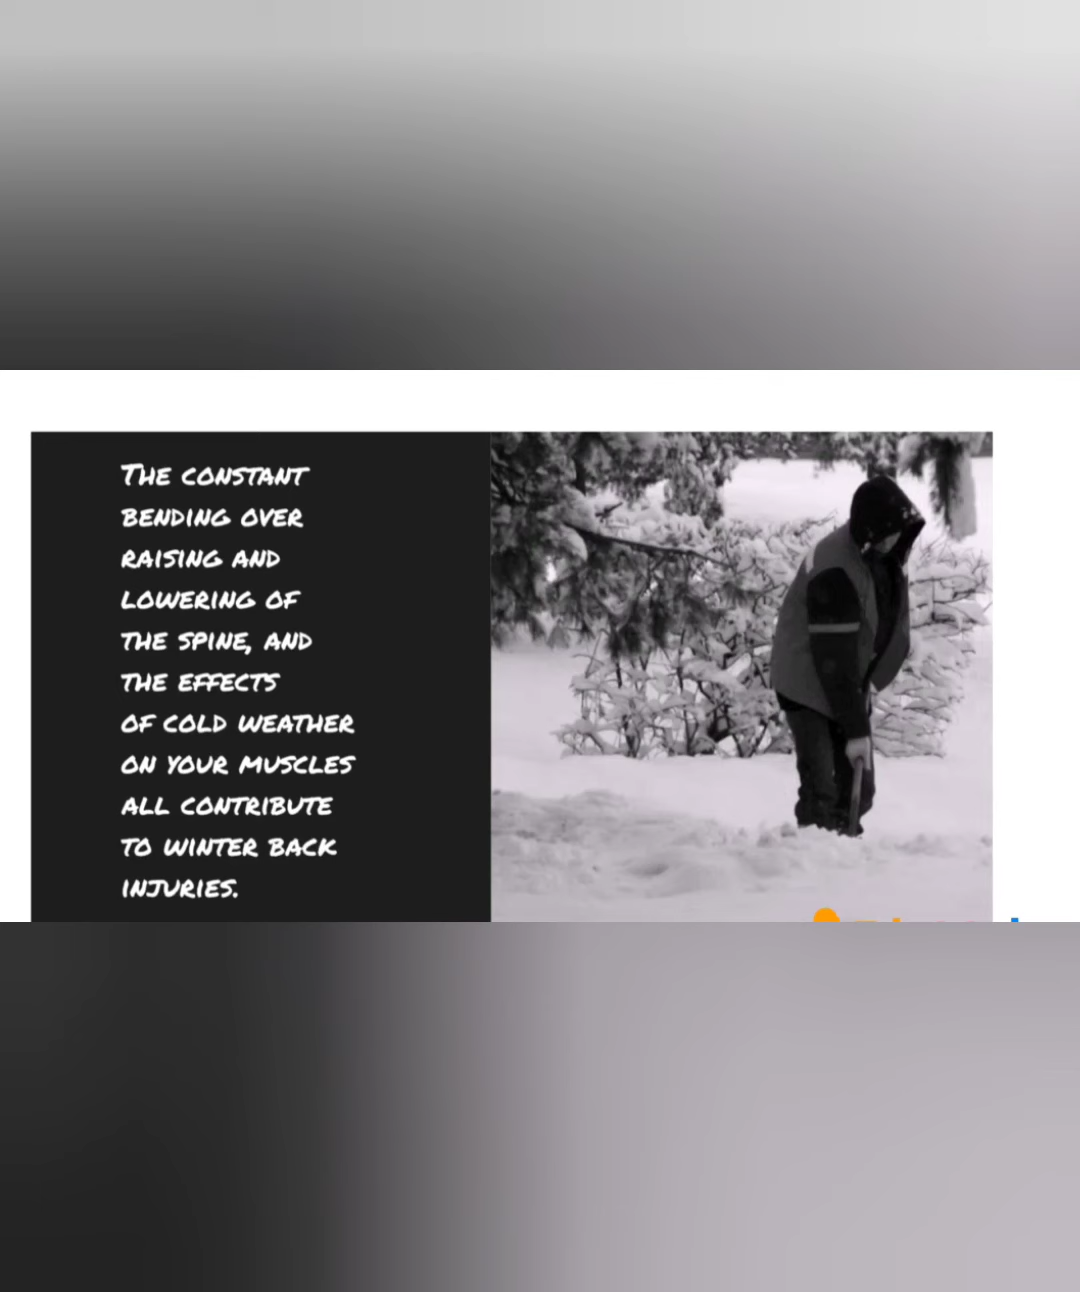 The constant
bending over
raising and
lowering of
the spine, and
the effects
of cold weather
on your muscles
all contribute
to winter back
injuries.